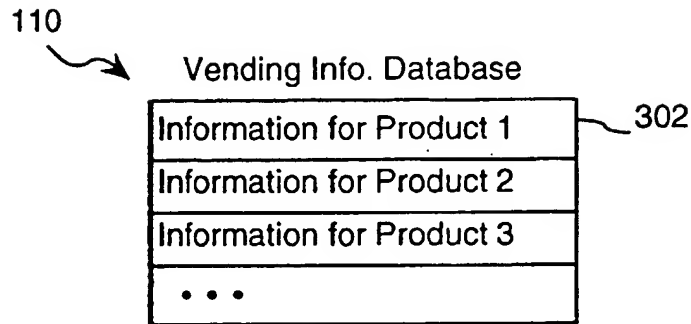 110
Vending Info. Database
Information for Product 1
302
Information for Product 2
Information for Product 3
• • •